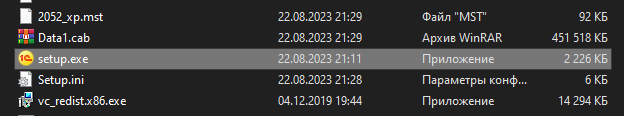 2052_xp.mst 22.08.2023 21:29 Файл "MST" 92 КБ
Data1.cab 22.08.2023 21:29 Архив WinRAR 451 518 КБ
setup.exe 22.08.2023 21:11 Приложение 2 226 КБ
Setup.ini 22.08.2023 21:28 Параметры конф... 6 КБ
vc_redist.x86.exe 04.12.2019 19:44 Приложение 14 294 КБ